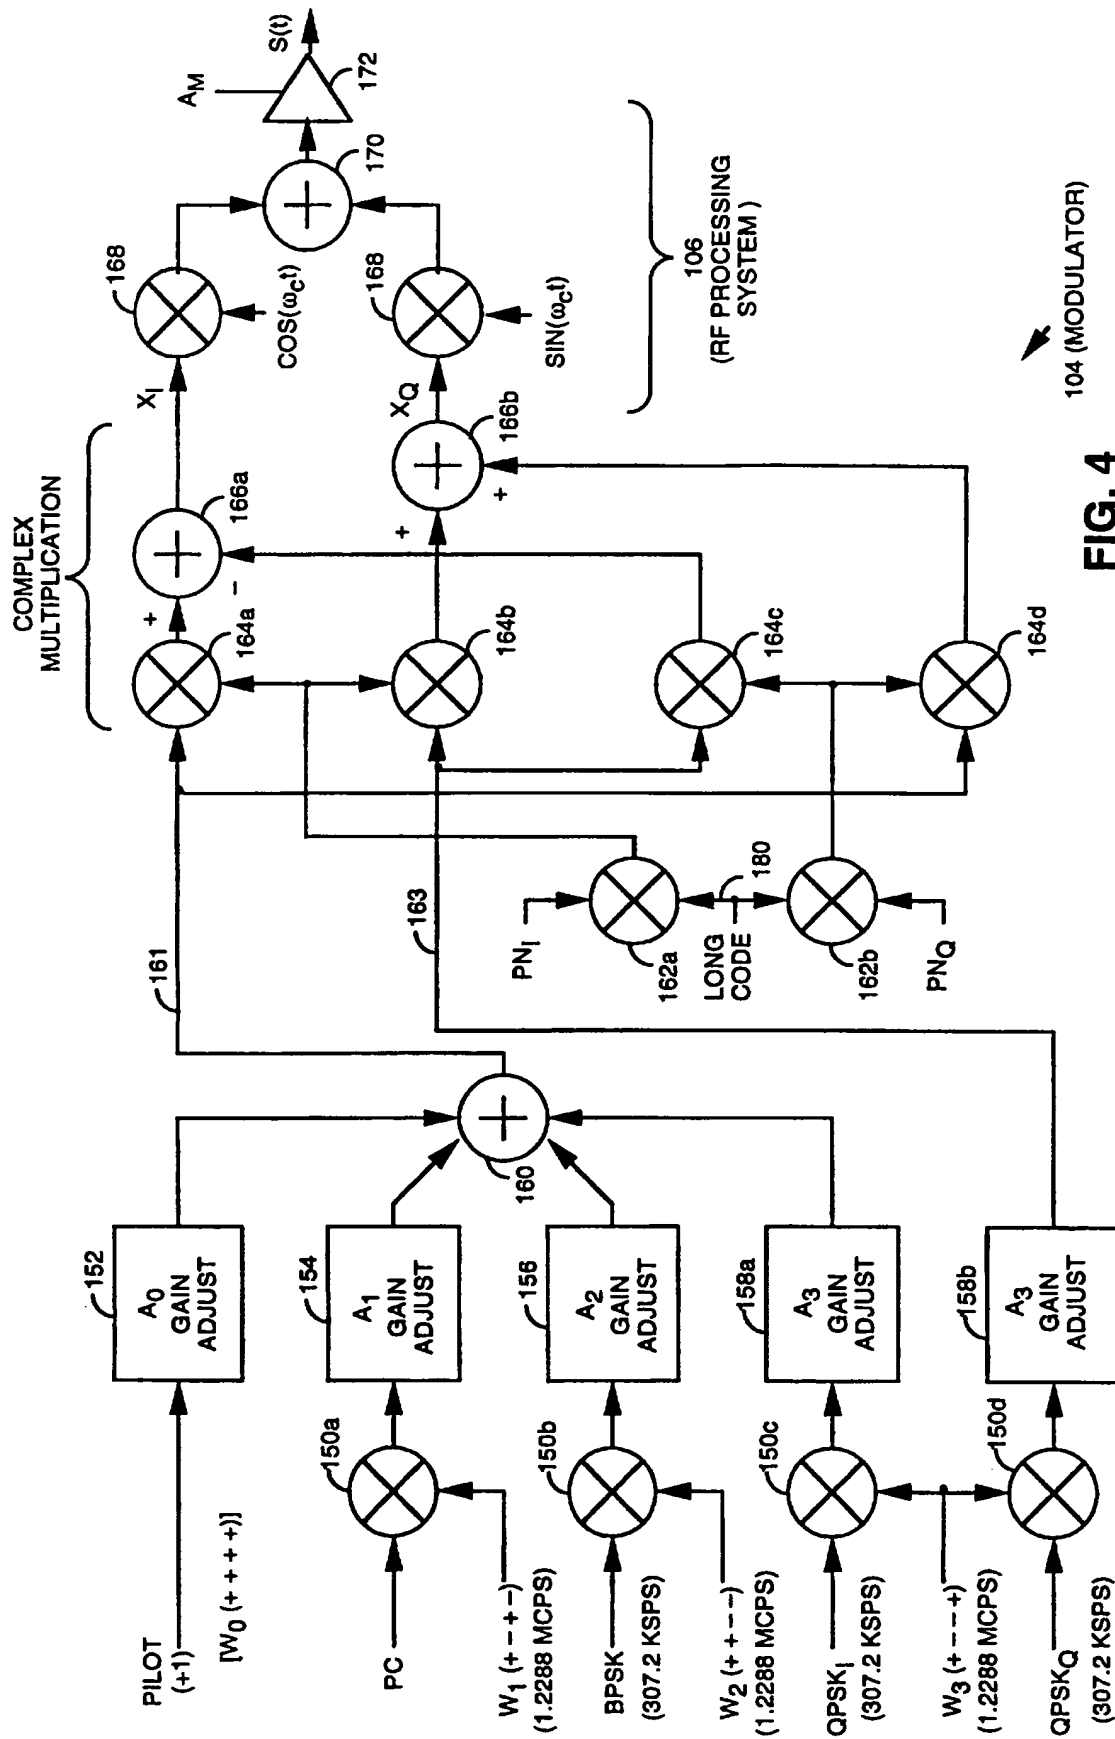 PILOT
(+1)
[W0 (+ + + +)]
PC
W1 (+ – + –)
(1.2288 MCPS)
BPSK
(307.2 KSPS)
W2 (+ + – –)
(1.2288 MCPS)
QPSKI
(307.2 KSPS)
W3 (+ – – +)
(1.2288 MCPS)
QPSKQ
(307.2 KSPS)
150a
150b
150c
150d
152
A0
GAIN
ADJUST
154
A1
GAIN
ADJUST
156
A2
GAIN
ADJUST
158a
A3
GAIN
ADJUST
158b
A3
GAIN
ADJUST
160
161
163
PNI
162a
LONG
CODE
180
162b
PNQ
COMPLEX
MULTIPLICATION
164a
164b
164c
164d
+
–
166a
+
+
166b
XI
XQ
168
COS(ωct)
168
SIN(ωct)
170
AM
172
S(t)
106
(RF PROCESSING
SYSTEM )
104 (MODULATOR)
FIG. 4